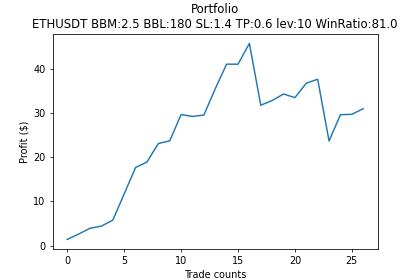 Portfolio
ETHUSDT BBM:2.5 BBL:180 SL:1.4 TP:0.6 lev:10 WinRatio:81.0
40
30
20
10
0
Profit ($)
0 5 10 15 20 25
Trade counts